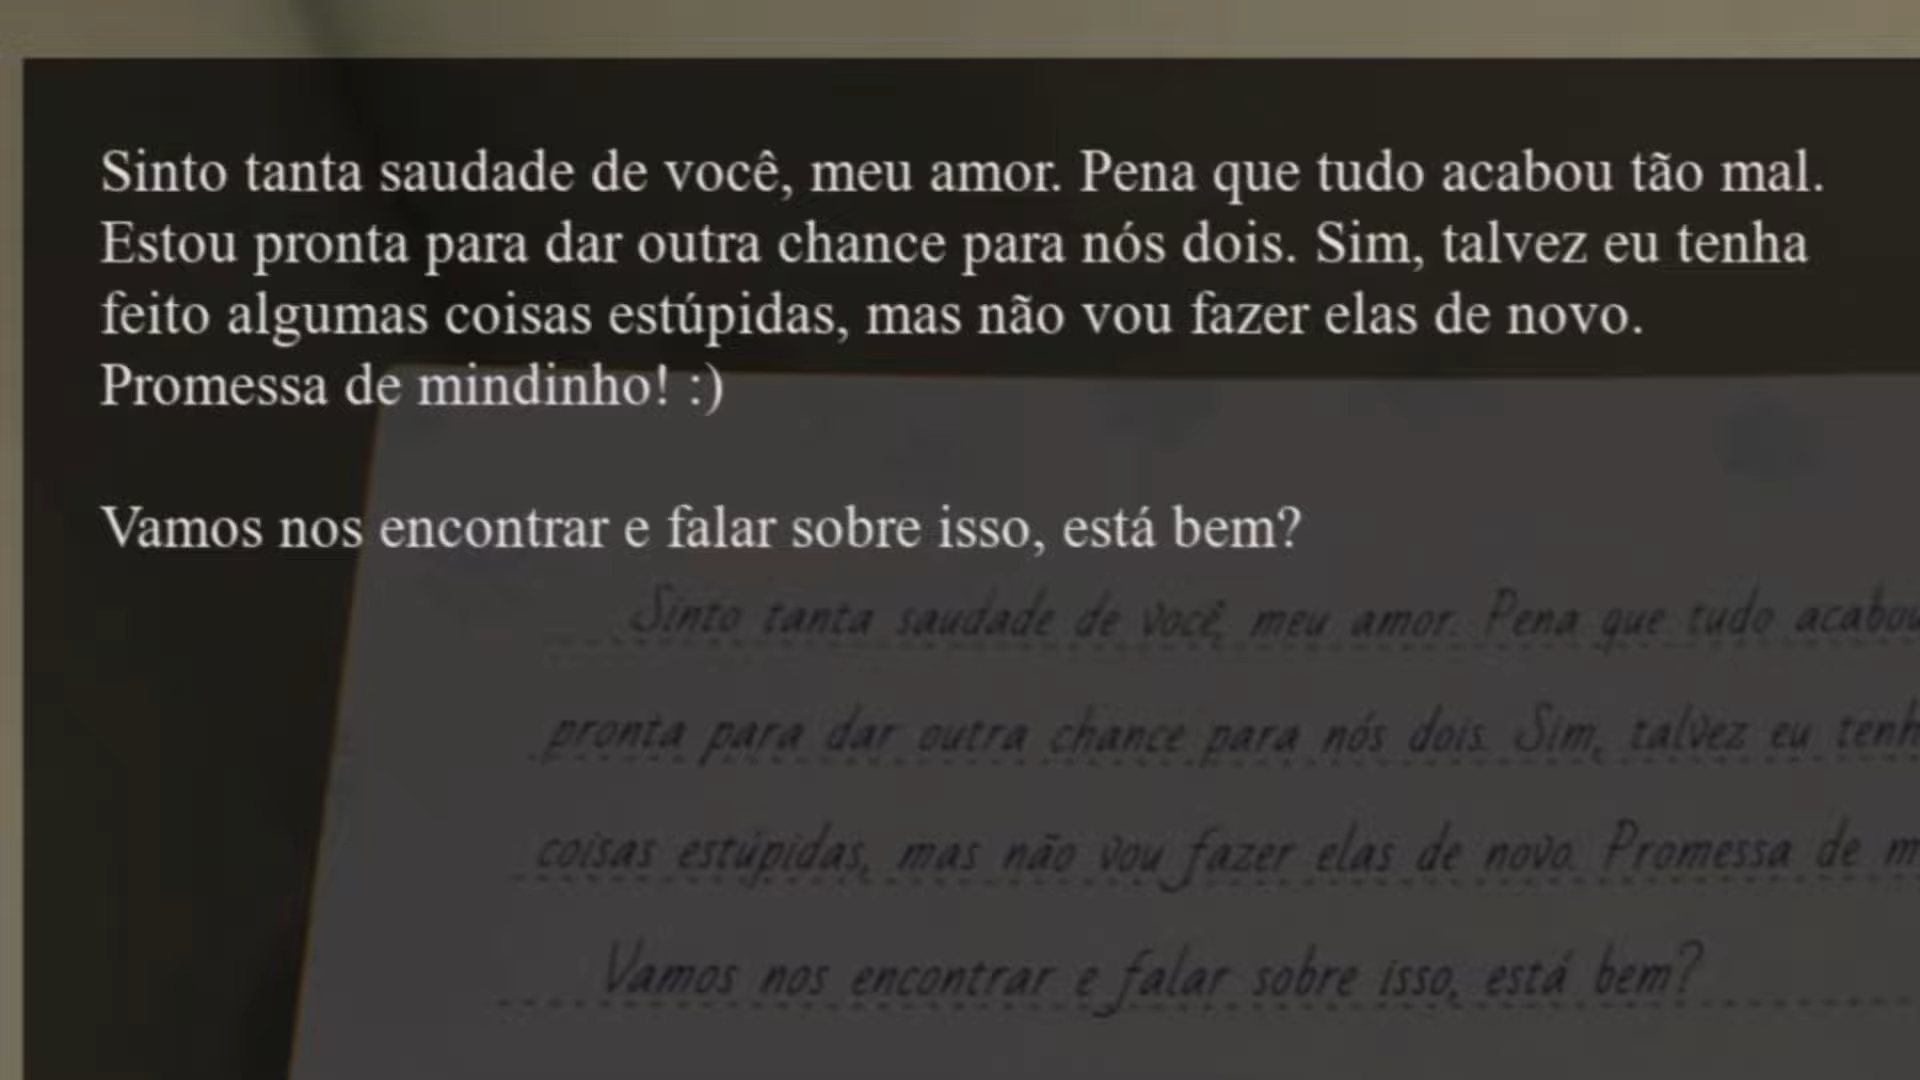 Sinto tanta saudade de você, meu amor. Pena que tudo acabou tão mal.
Estou pronta para dar outra chance para nós dois. Sim, talvez eu tenha
feito algumas coisas estúpidas, mas não vou fazer elas de novo.
Promessa de mindinho! :)
Vamos nos encontrar e falar sobre isso, está bem?
Sinto tanta saudade de você, meu amor. Pena que tudo acabou
pronta para dar outra chance para nós dois. Sim, talvez eu tenh
coisas estúpidas, mas não vou fazer elas de novo. Promessa de m
Vamos nos encontrar e falar sobre isso, está bem?